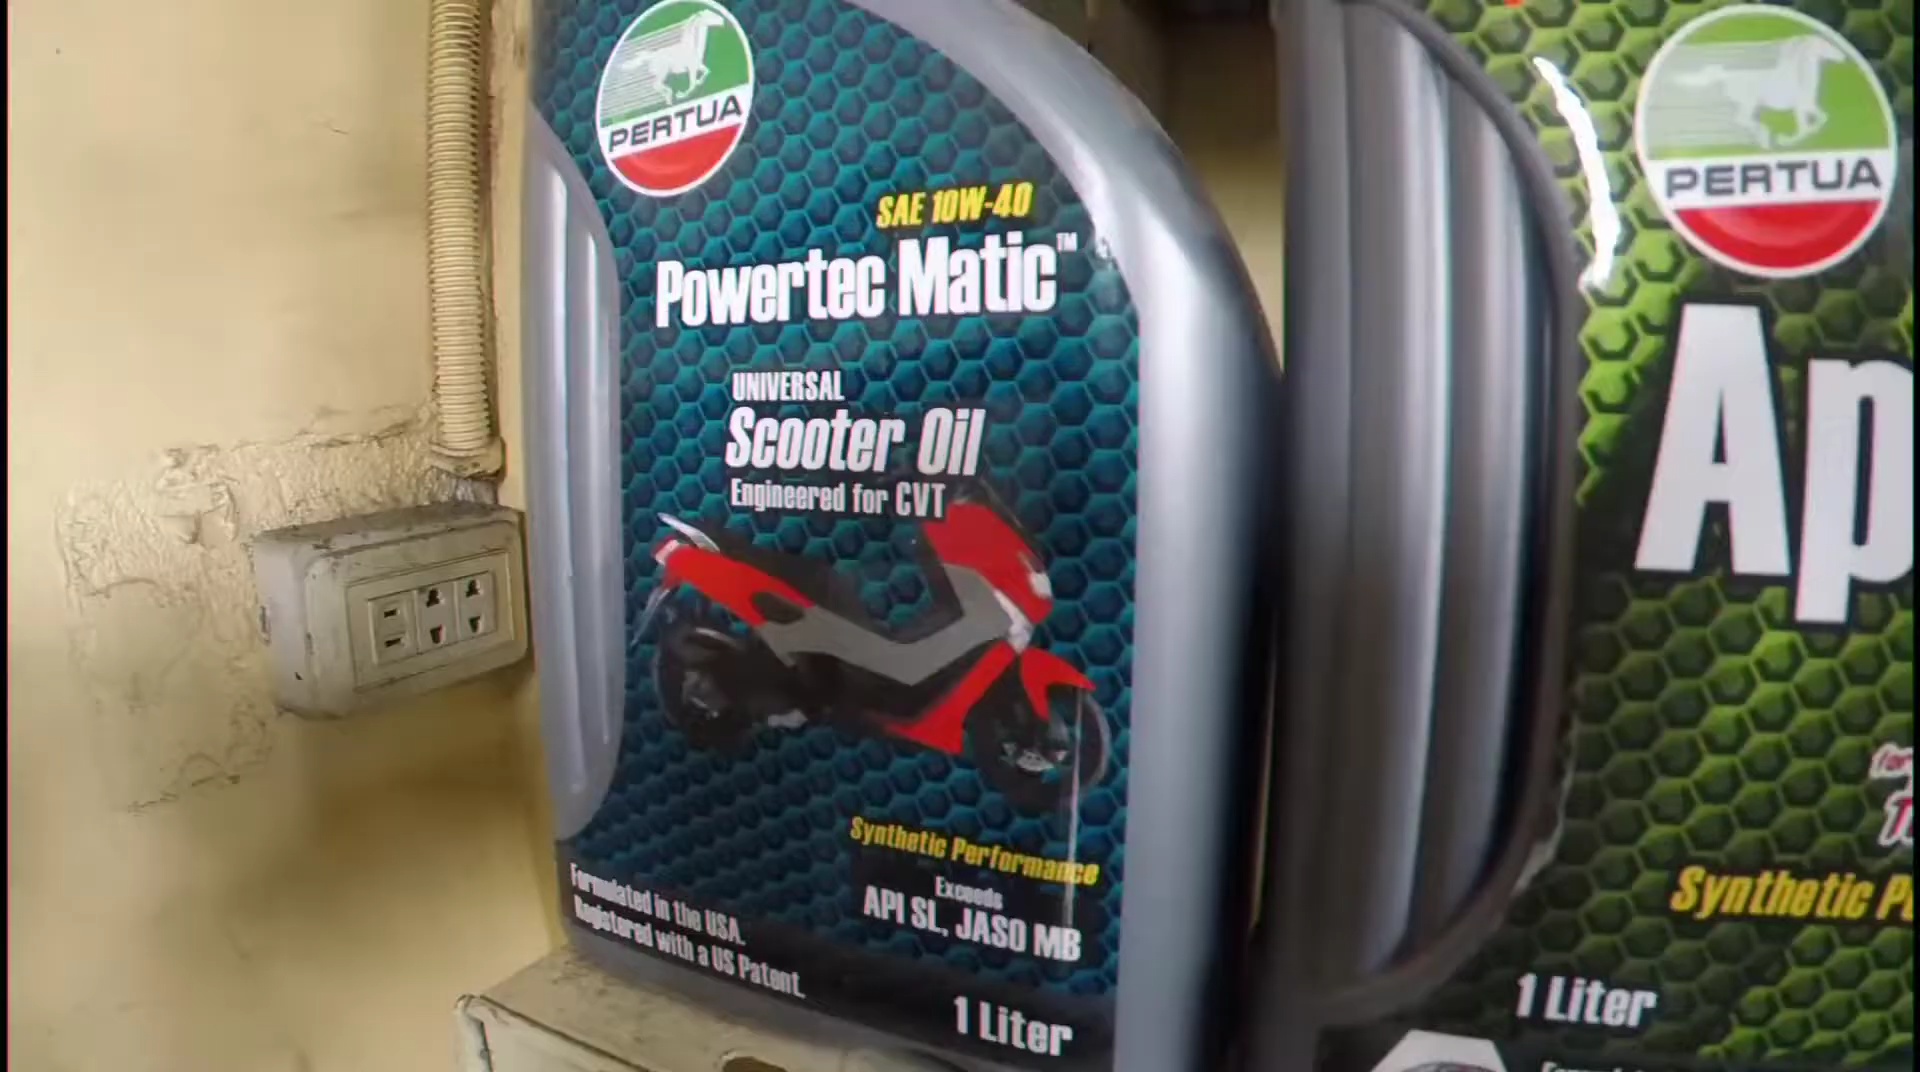 PERTUA
SAE 10W-40
Powertec Matic™
UNIVERSAL
Scooter Oil
Engineered for CVT
Synthetic Performance
Exceeds
API SL, JASO MB
Formulated in the USA.
Registered with a US Patent.
1 Liter
PERTUA
Ap
for
Synthetic P
1 Liter